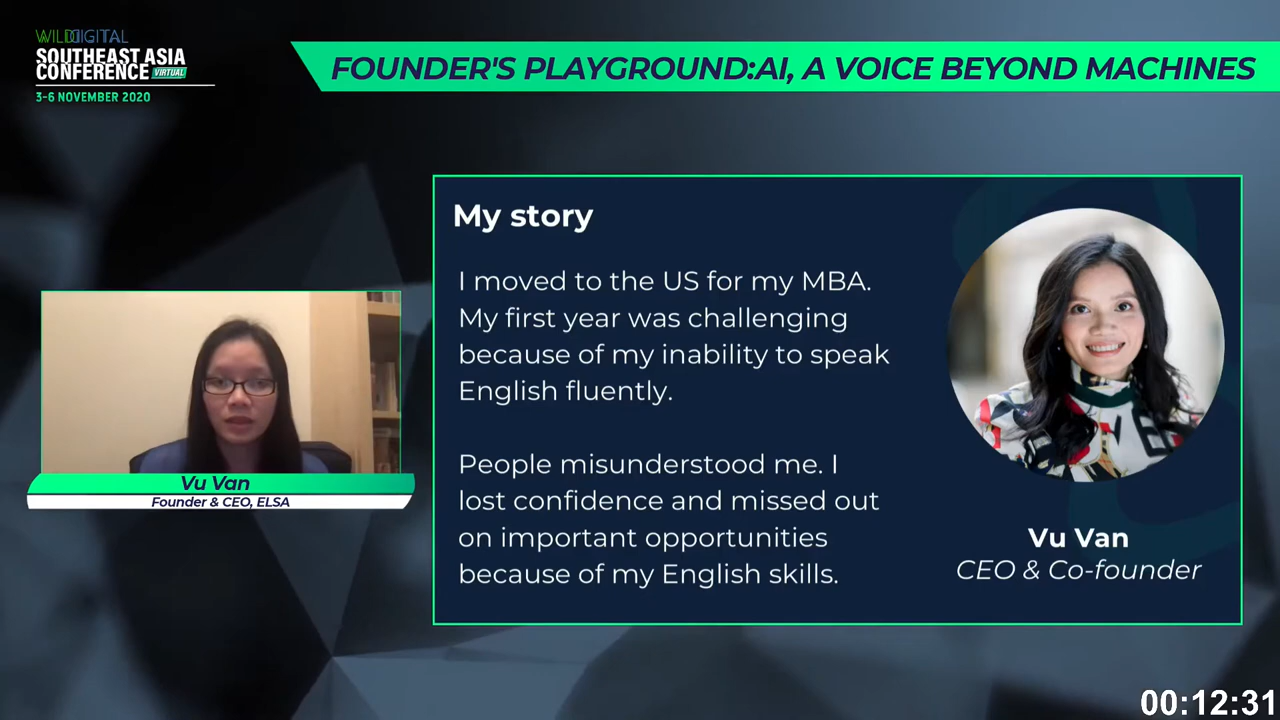 WILDDIGITAL
SOUTHEAST ASIA
CONFERENCE VIRTUAL
3-6 NOVEMBER 2020
FOUNDER'S PLAYGROUND:AI, A VOICE BEYOND MACHINES
My story
I moved to the US for my MBA.
My first year was challenging
because of my inability to speak
English fluently.
People misunderstood me. I
lost confidence and missed out
on important opportunities
because of my English skills.
Vu Van
CEO & Co-founder
Vu Van
Founder & CEO, ELSA
00:12:31